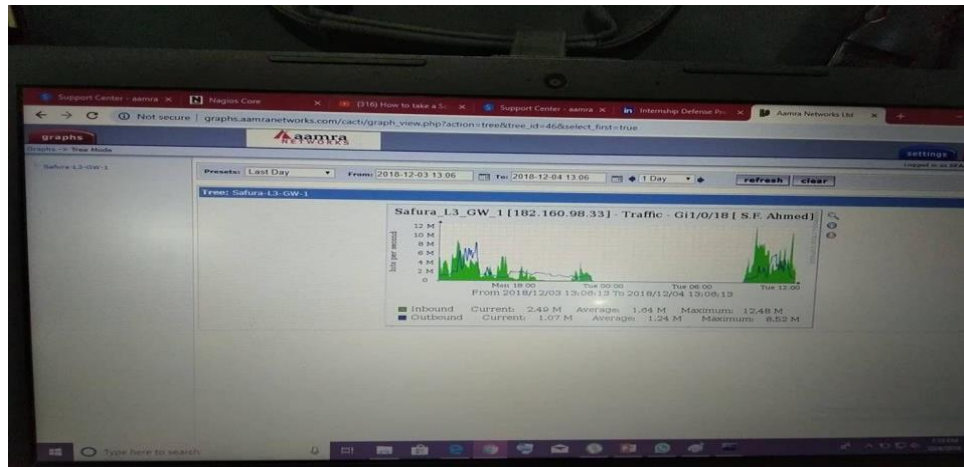 Support Center - aamra
Nagios Core
(316) How to take a Sc
Support Center - aamra
Internship Defense Pre
Aamra Networks Ltd
Not secure | graphs.aamranetworks.com/cacti/graph_view.php?action=tree&tree_id=46&select_first=true
graphs
aamra
NETWORKS
settings
Graphs -> Tree Mode
Logged in as
Safura-L3-GW-1
Presets: Last Day From: 2018-12-03 13:06 To: 2018-12-04 13:06 1 Day refresh clear
Tree: Safura-L3-GW-1
Safura_L3_GW_1 [182.160.98.33] - Traffic - Gi1/0/18 [ S.F. Ahmed]
bits per second
12 M
10 M
8 M
6 M
4 M
2 M
0
Mon 18:00 Tue 00:00 Tue 06:00 Tue 12:00
From 2018/12/03 13:06:13 To 2018/12/04 13:06:13
Inbound Current: 2.49 M Average: 1.64 M Maximum: 12.48 M
Outbound Current: 1.07 M Average: 1.24 M Maximum: 8.52 M
Type here to search